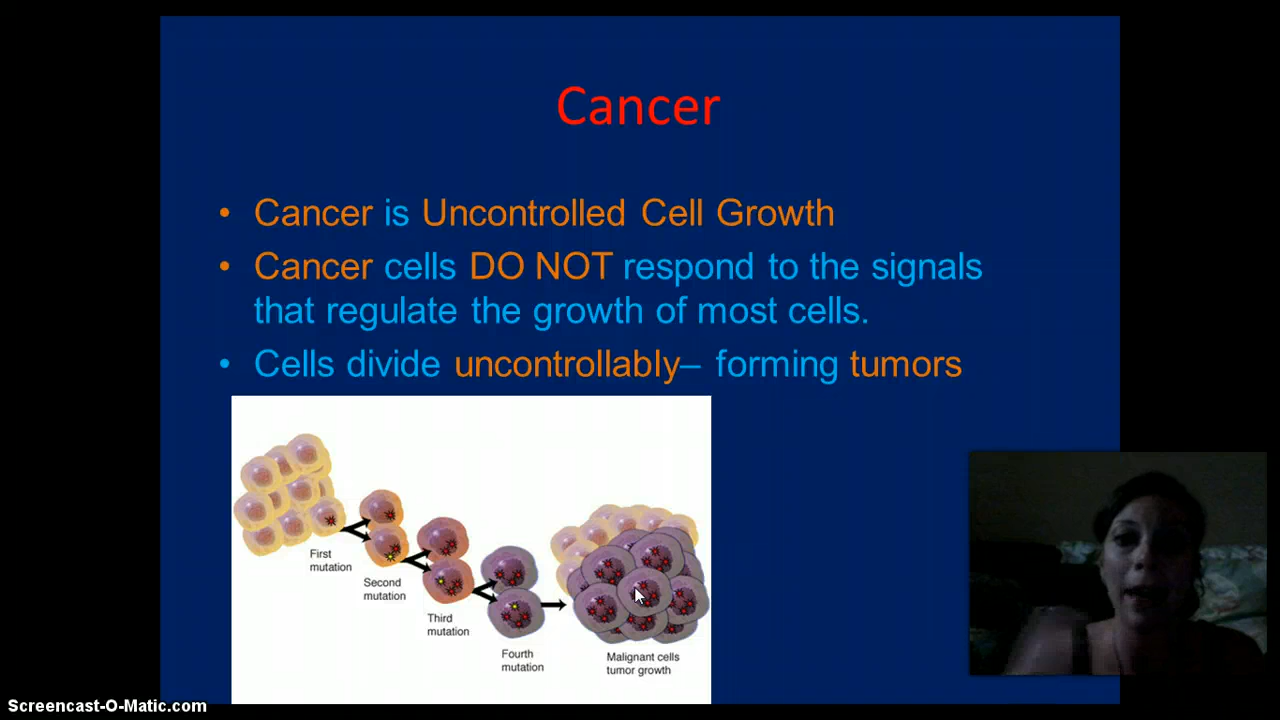 Cancer
• Cancer is Uncontrolled Cell Growth
• Cancer cells DO NOT respond to the signals
that regulate the growth of most cells.
• Cells divide uncontrollably– forming tumors
First
mutation
Second
mutation
Third
mutation
Fourth
mutation
Malignant cells
tumor growth
Screencast-O-Matic.com